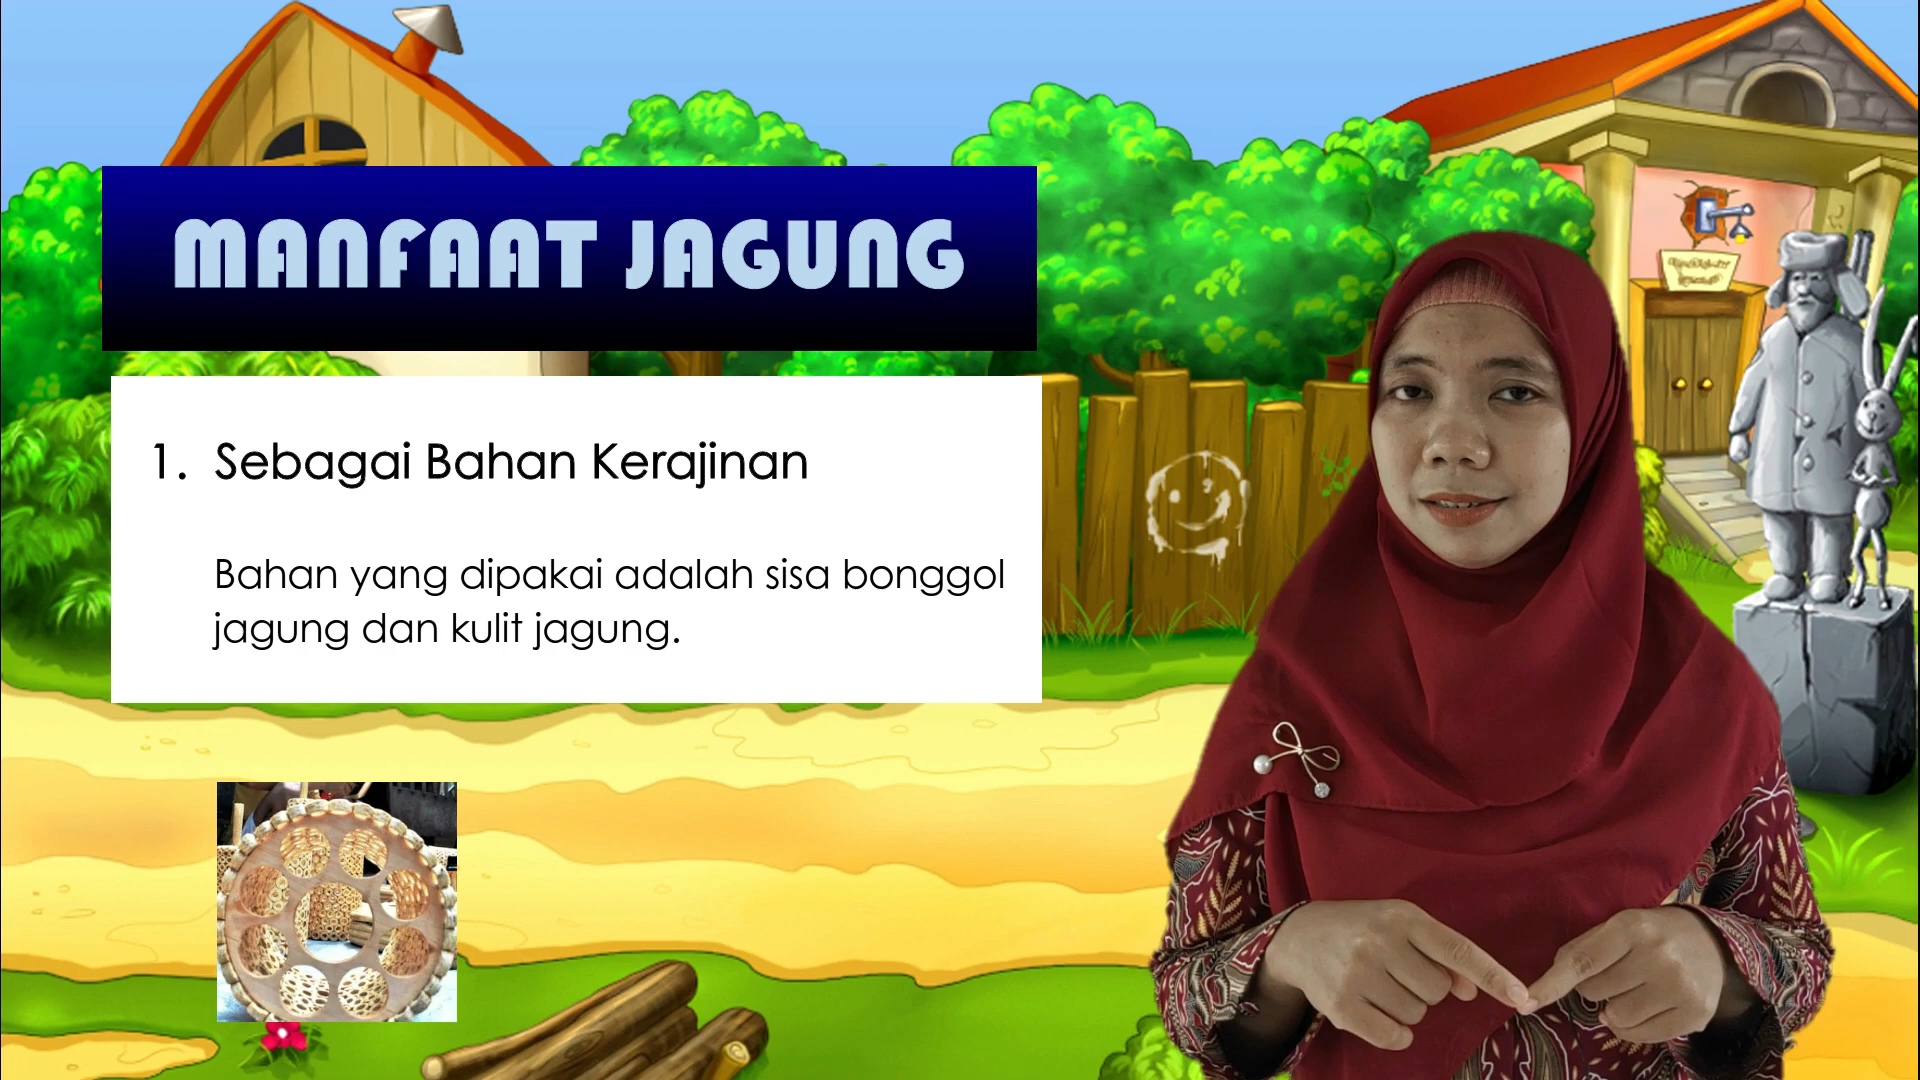 MANFAAT JAGUNG
1. Sebagai Bahan Kerajinan
Bahan yang dipakai adalah sisa bonggol
jagung dan kulit jagung.